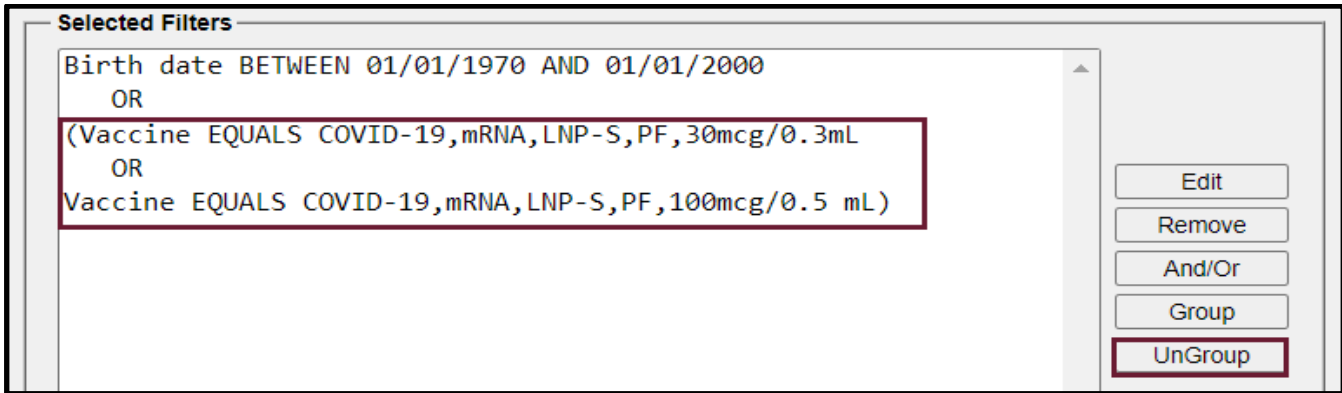 Selected Filters
Birth date BETWEEN 01/01/1970 AND 01/01/2000
OR
(Vaccine EQUALS COVID-19,mRNA,LNP-S,PF,30mcg/0.3mL
OR
Vaccine EQUALS COVID-19,mRNA,LNP-S,PF,100mcg/0.5 mL)
Edit
Remove
And/Or
Group
UnGroup